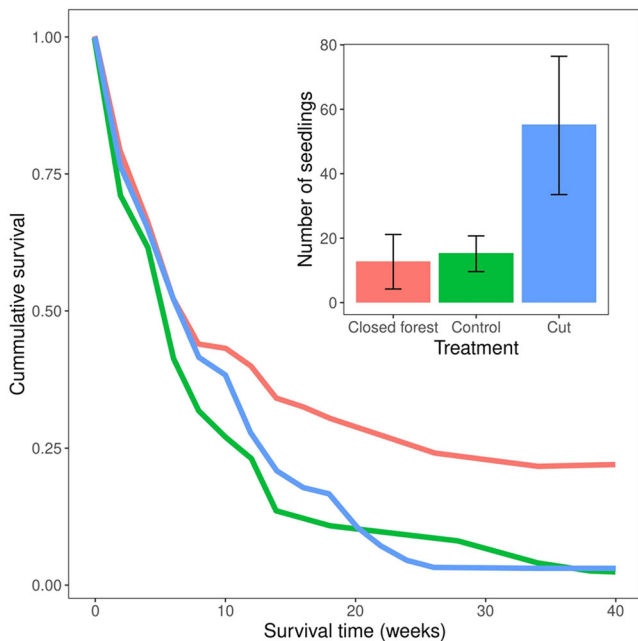 1.00
0.75
0.50
0.25
0.00
Cummulative survival
0
10
20
30
40
Survival time (weeks)
80
60
40
20
0
Number of seedlings
Closed forest
Control
Cut
Treatment